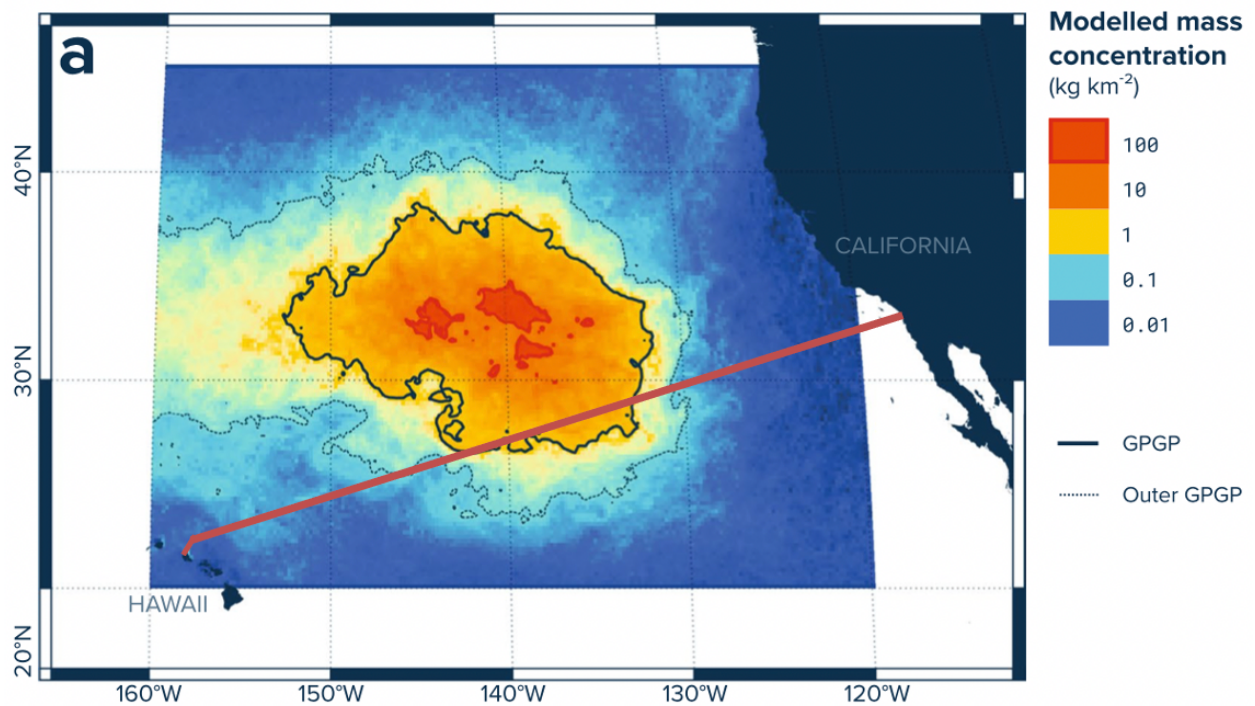 a
Modelled mass
concentration
(kg km⁻²)
100
10
1
0.1
0.01
GPGP
Outer GPGP
CALIFORNIA
HAWAII
40°N
30°N
20°N
160°W
150°W
140°W
130°W
120°W